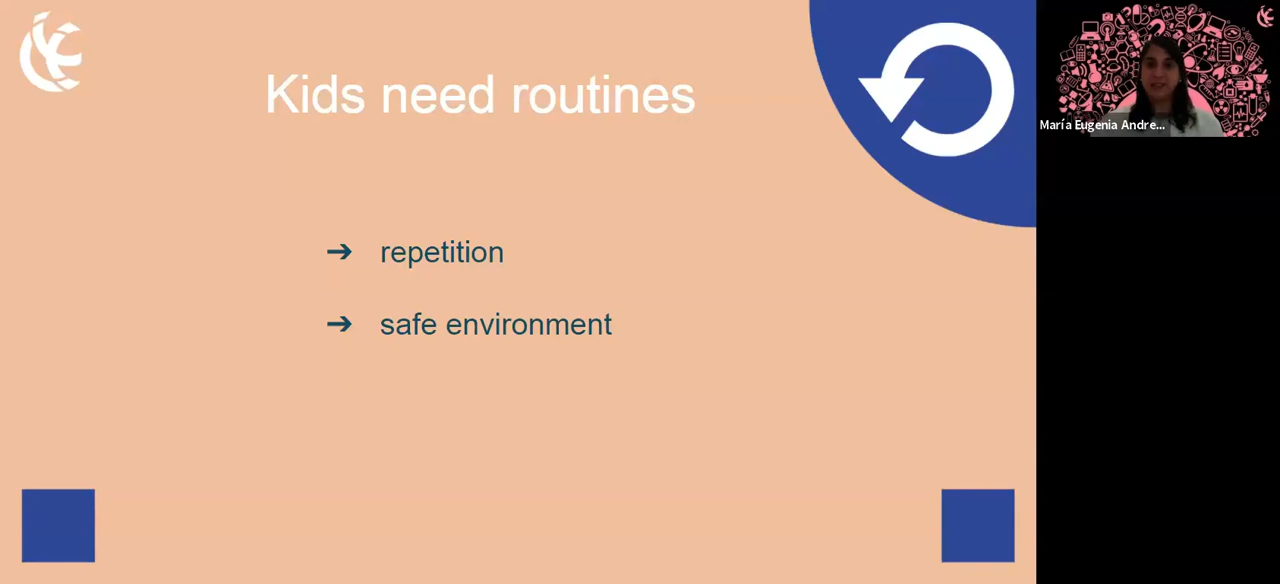 Kids need routines
➔ repetition
➔ safe environment
María Eugenia Andre...